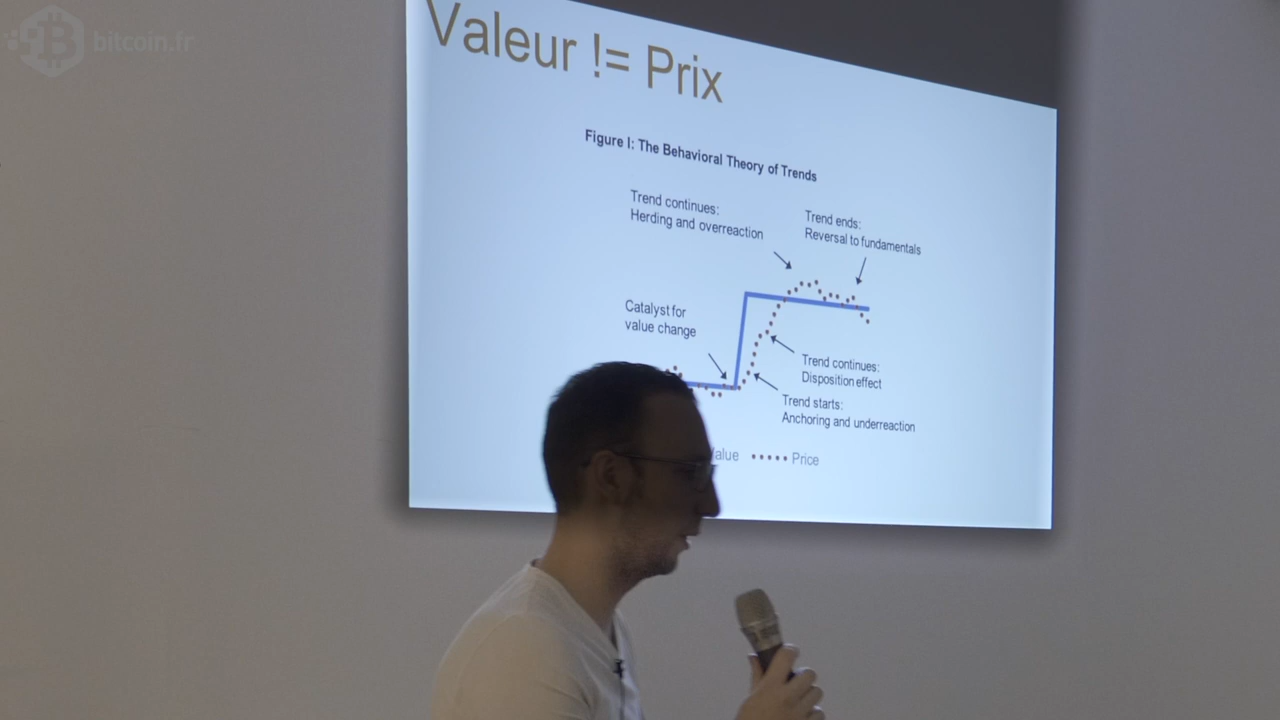 bitcoin.fr
Valeur != Prix
Figure I: The Behavioral Theory of Trends
Trend continues:
Herding and overreaction
Trend ends:
Reversal to fundamentals
Catalyst for
value change
Trend continues:
Disposition effect
Trend starts:
Anchoring and underreaction
Price